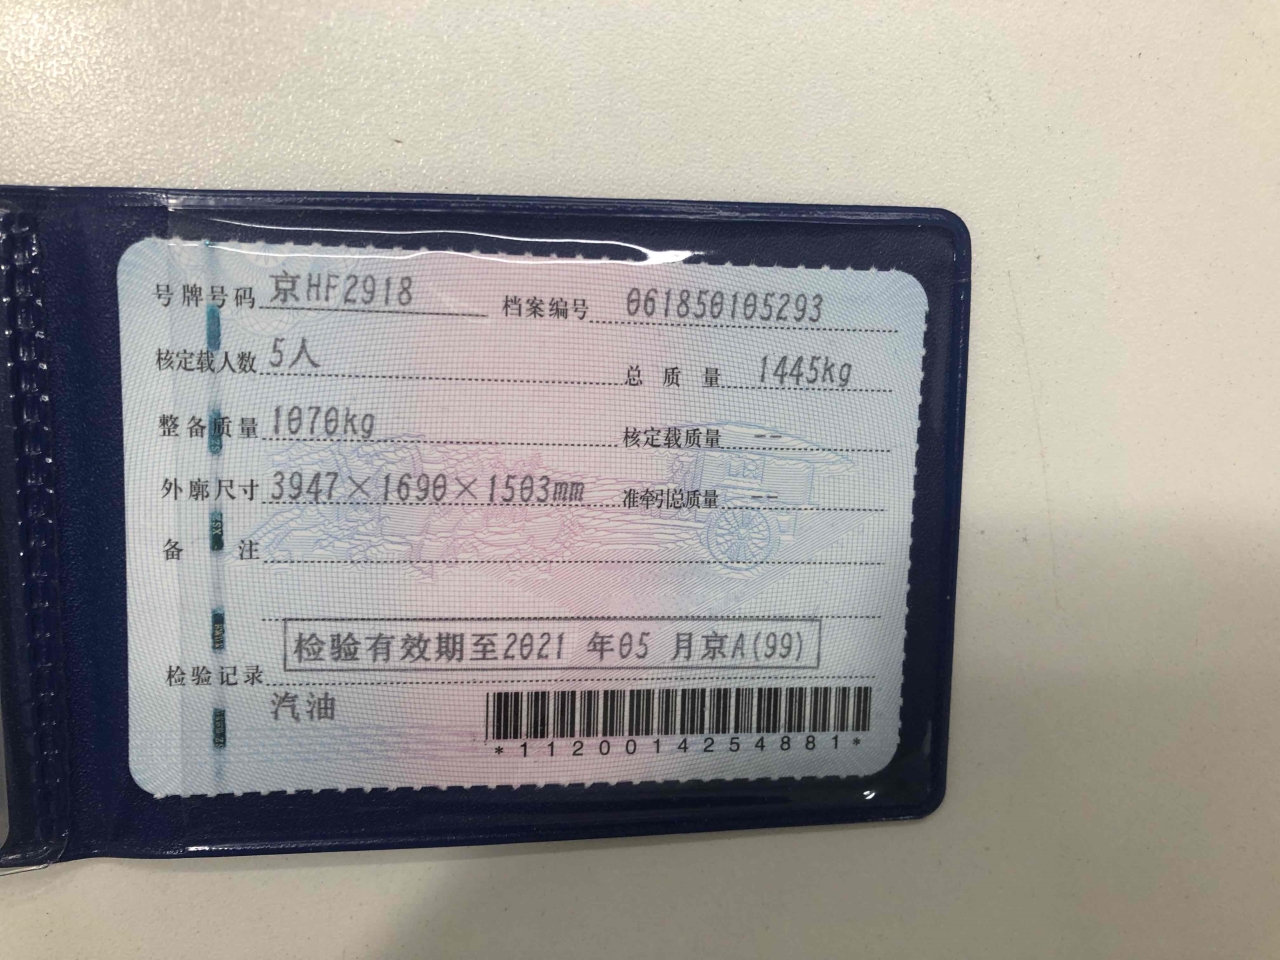 号牌号码 京HF2918 档案编号 061850105293
核定载人数 5人 总质量 1445kg
整备质量 1070kg 核定载质量 --
外廓尺寸 3947×1690×1503mm 准牵引总质量 --
备注
检验有效期至2021 年05 月京A(99)
检验记录
汽油
*1120014254881*